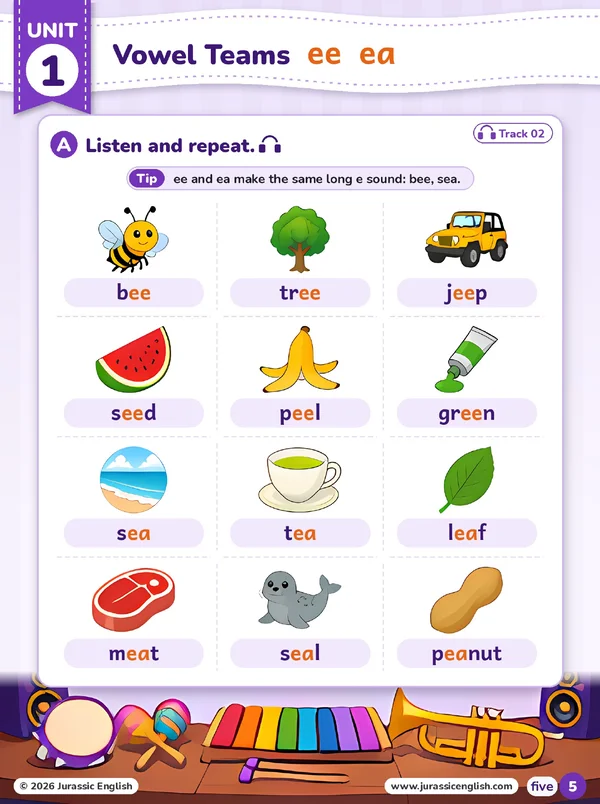 UNIT
1
Vowel Teams ee ea
A Listen and repeat.
Track 02
Tip ee and ea make the same long e sound: bee, sea.
bee tree jeep
seed peel green
sea tea leaf
meat seal peanut
© 2026 Jurassic English
www.jurassicenglish.com
five 5